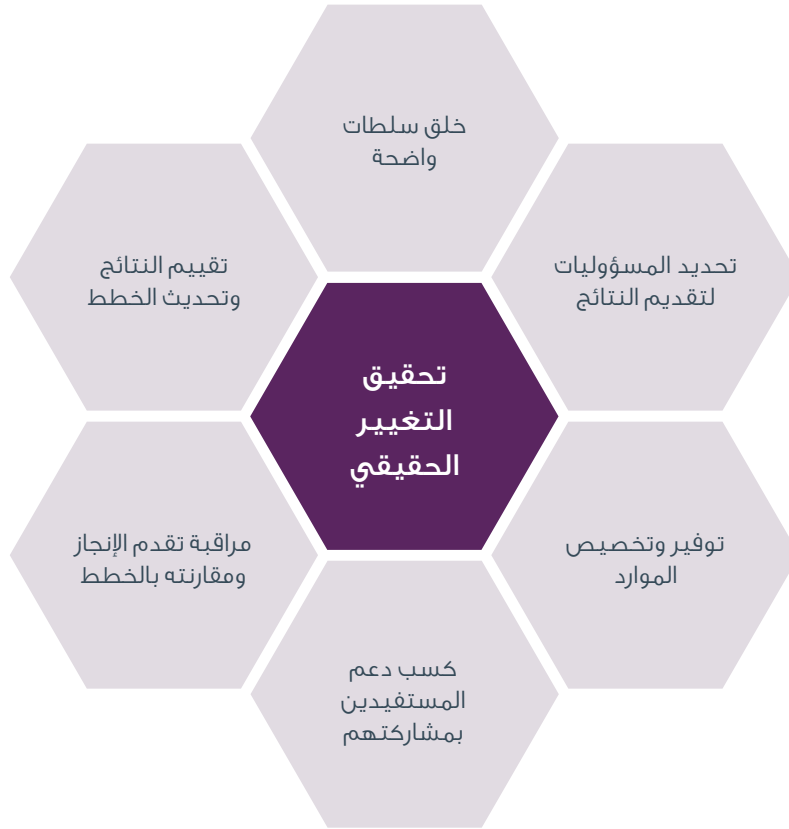 خلق سلطات
واضحة
تحديد المسؤوليات
لتقديم النتائج
تقييم النتائج
وتحديث الخطط
تحقيق
التغيير
الحقيقي
توفير وتخصيص
الموارد
مراقبة تقدم الإنجاز
ومقارنته بالخطط
كسب دعم
المستفيدين
بمشاركتهم